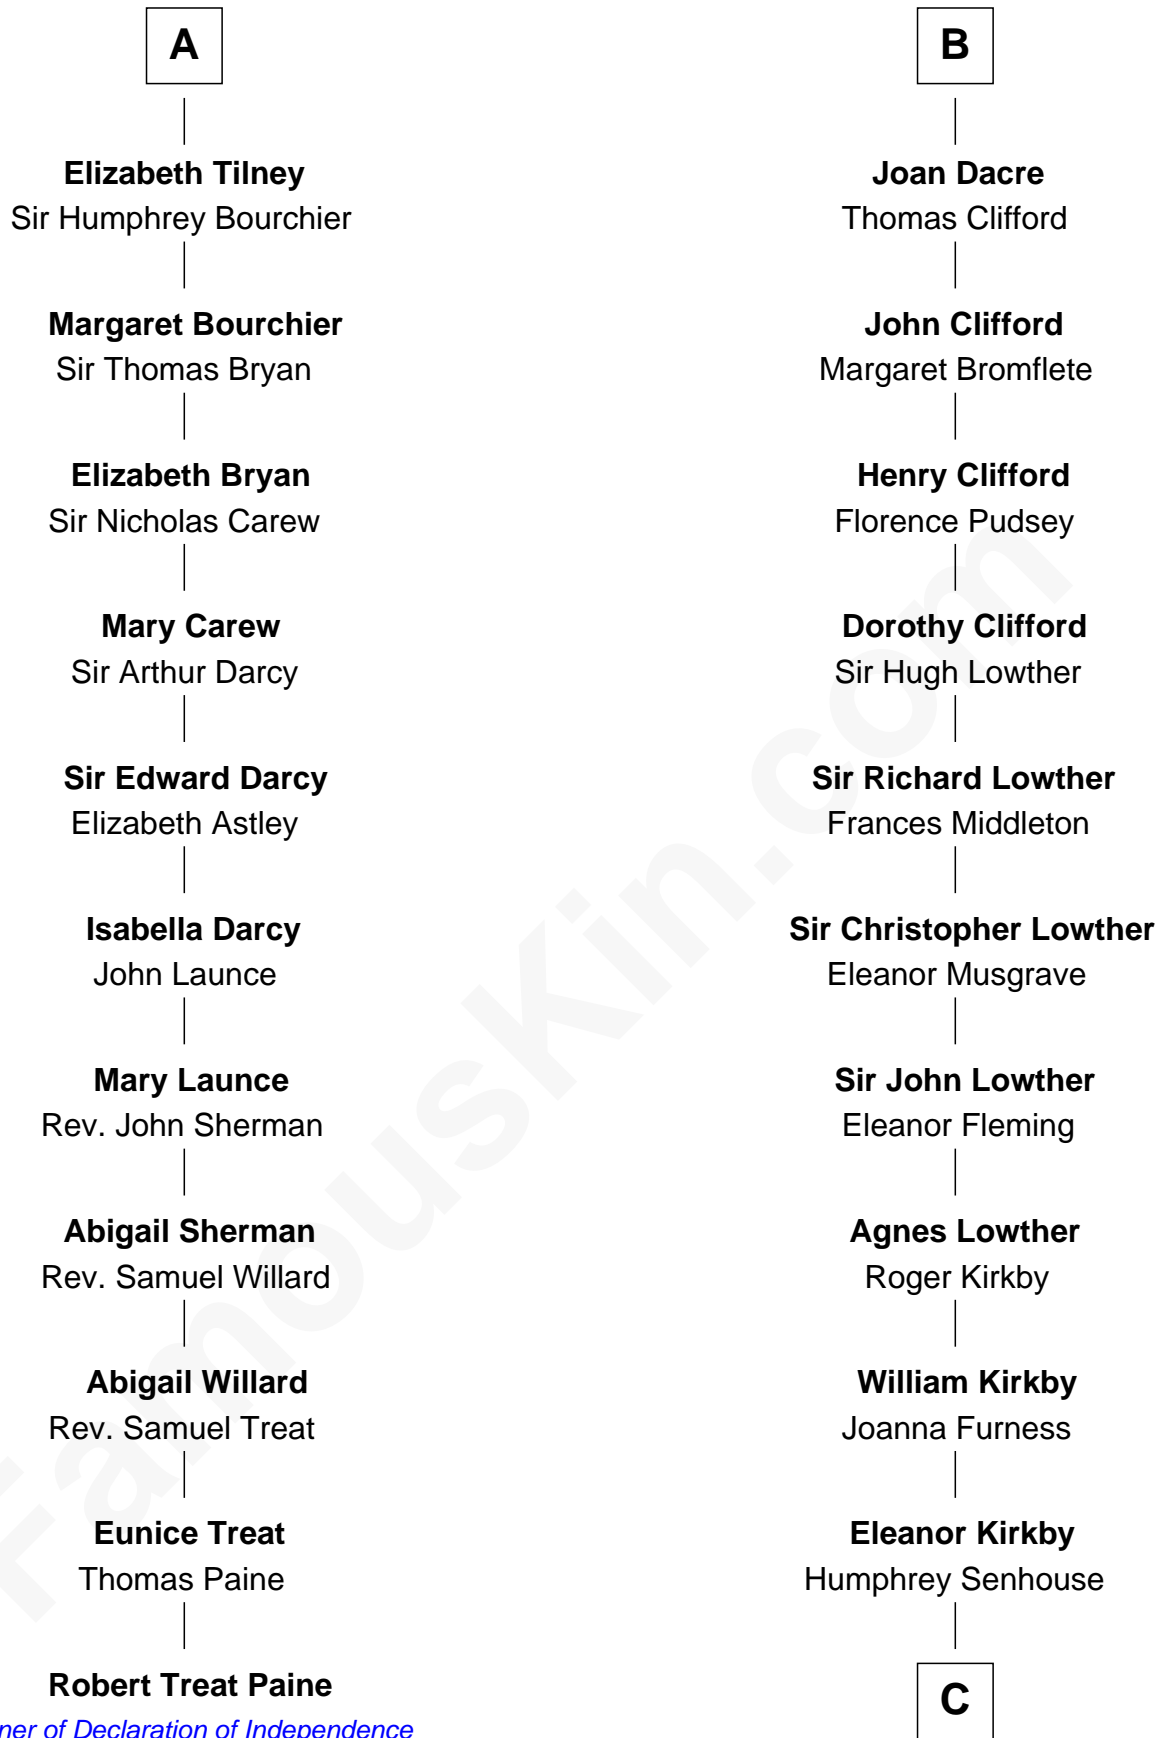 A
Elizabeth Tilney
Sir Humphrey Bourchier
Margaret Bourchier
Sir Thomas Bryan
Elizabeth Bryan
Sir Nicholas Carew
Mary Carew
Sir Arthur Darcy
Sir Edward Darcy
Elizabeth Astley
Isabella Darcy
John Launce
Mary Launce
Rev. John Sherman
Abigail Sherman
Rev. Samuel Willard
Abigail Willard
Rev. Samuel Treat
Eunice Treat
Thomas Paine
Robert Treat Paine
of Declaration of Independence
B
Joan Dacre
Thomas Clifford
John Clifford
Margaret Bromflete
Henry Clifford
Florence Pudsey
Dorothy Clifford
Sir Hugh Lowther
Sir Richard Lowther
Frances Middleton
Sir Christopher Lowther
Eleanor Musgrave
Sir John Lowther
Eleanor Fleming
Agnes Lowther
Roger Kirkby
William Kirkby
Joanna Furness
Eleanor Kirkby
Humphrey Senhouse
C
FamousKin.com